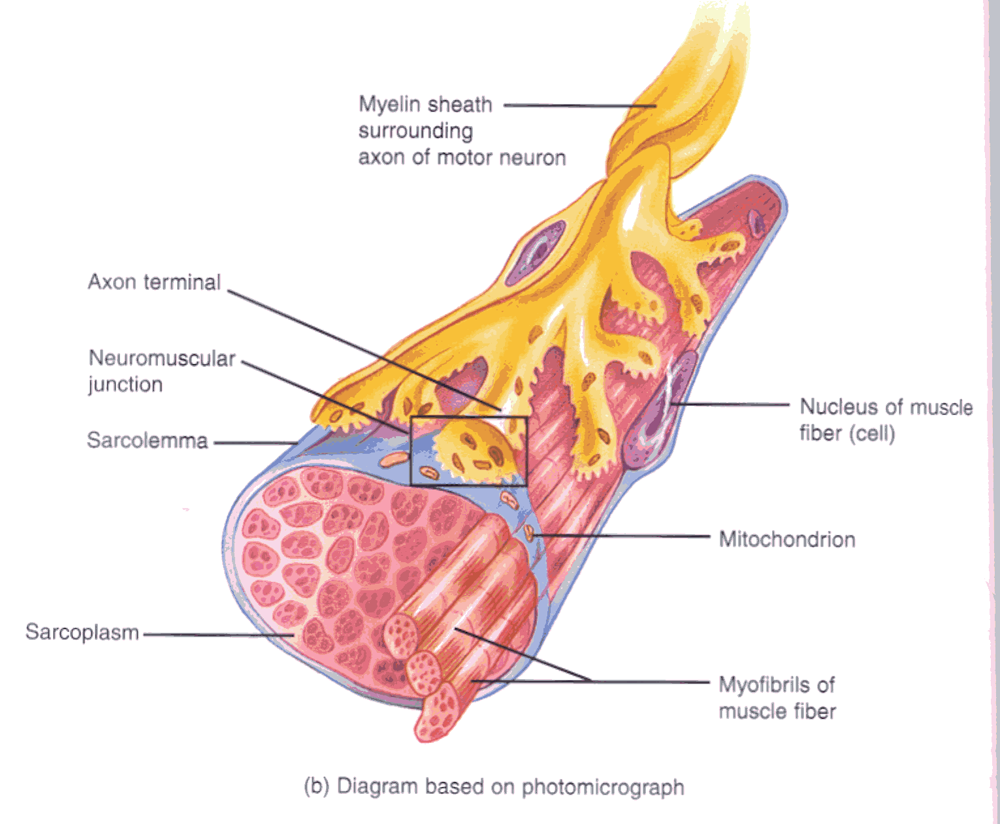 Myelin sheath
surrounding
axon of motor neuron
Axon terminal
Neuromuscular
junction
Sarcolemma
Nucleus of muscle
fiber (cell)
Mitochondrion
Sarcoplasm
Myofibrils of
muscle fiber
(b) Diagram based on photomicrograph